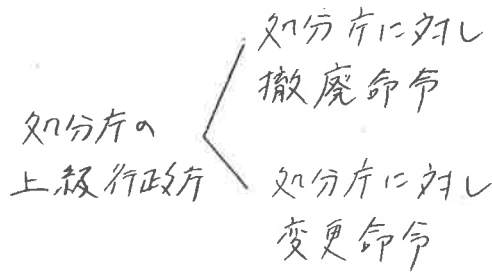 処分庁の
上級行政庁
処分庁に対し
撤廃命令
処分庁に対し
変更命令